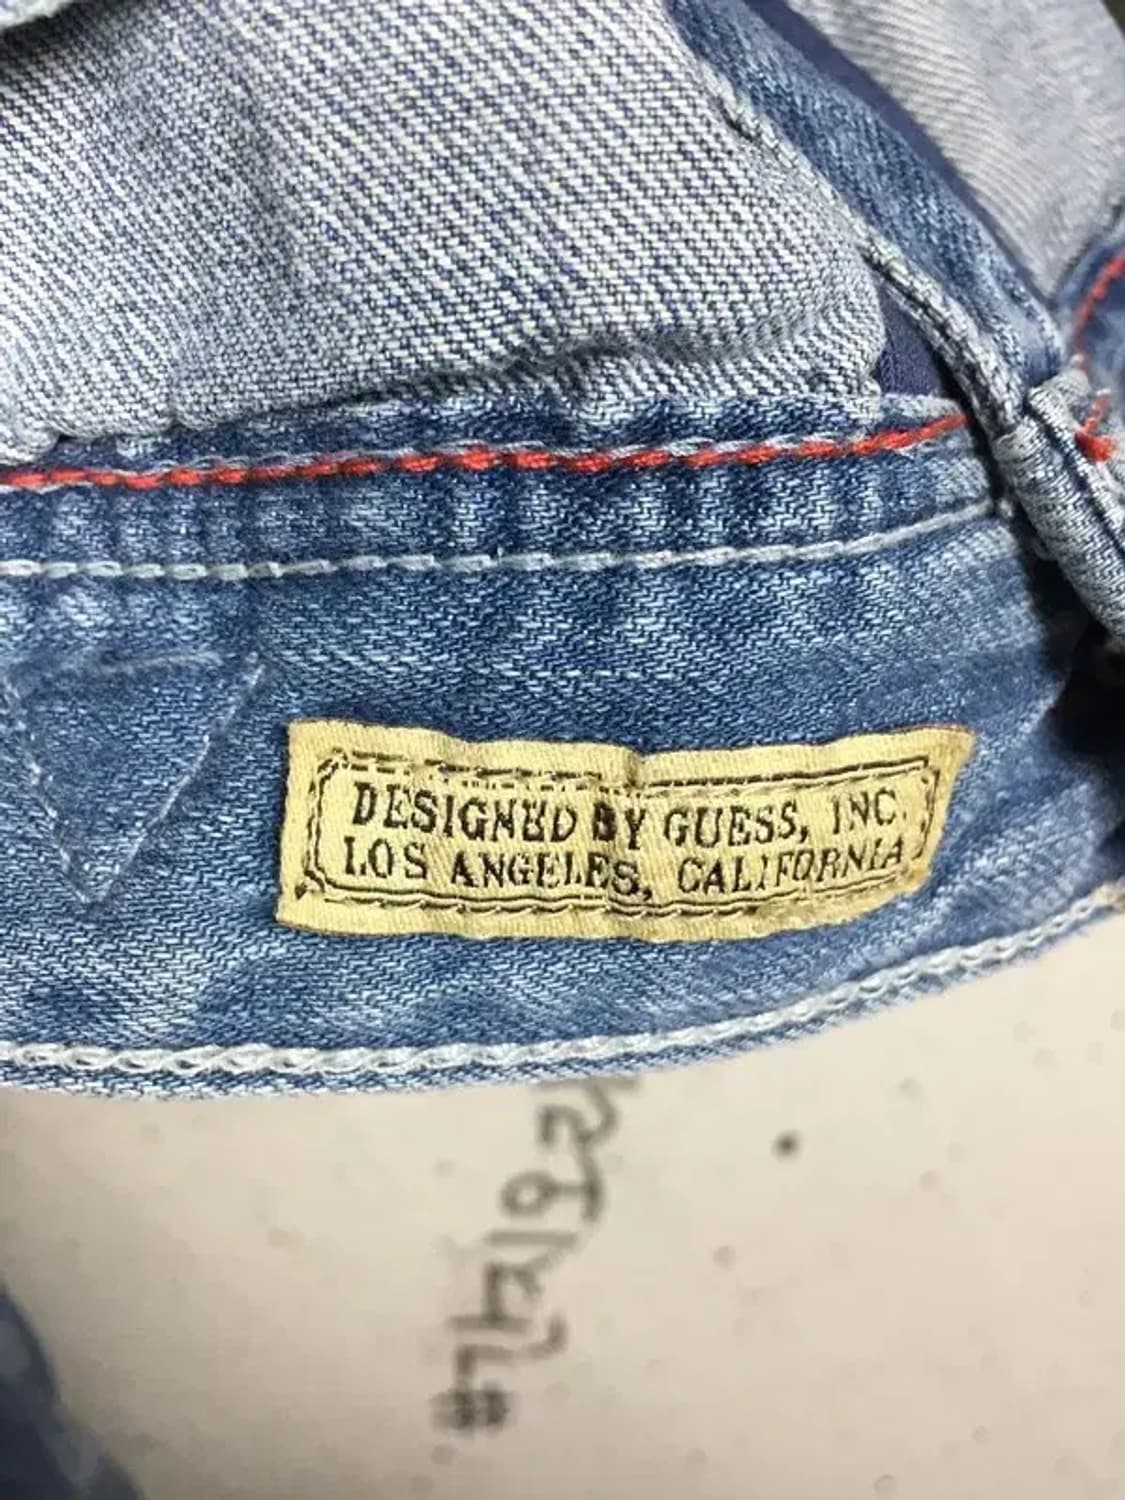 DESIGNED BY GUESS, INC.
LOS ANGELES, CALIFORNIA